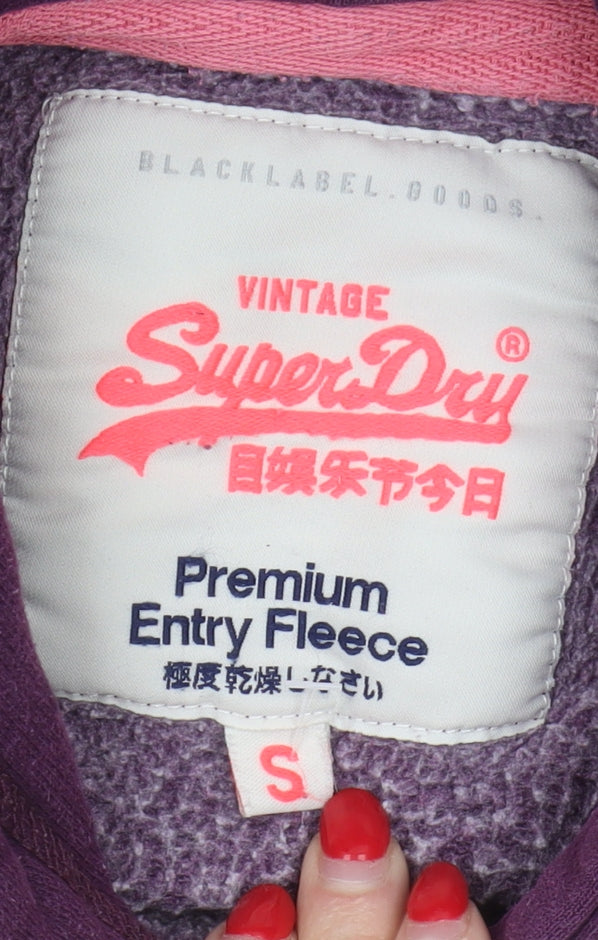 BLACKLABEL.GOODS.
VINTAGE
SuperDry®
目娱乐节今日
Premium
Entry Fleece
極度乾燥しなさい
S